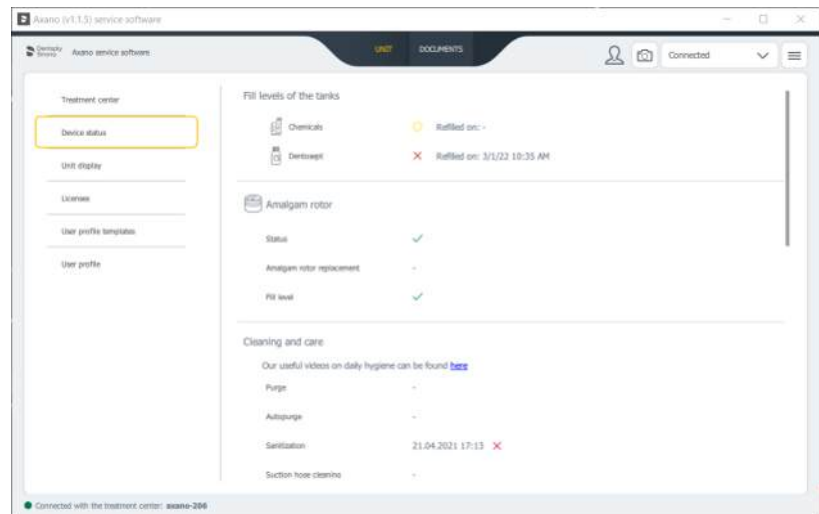 Axano (v1.1.5) service software
Dentsply Sirona Axano service software UNIT DOCUMENTS Connected
Treatment center
Device status
Unit display
Licenses
User profile templates
User profile
Fill levels of the tanks
Chemicals Refilled on: -
Dentosept Refilled on: 3/1/22 10:35 AM
Amalgam rotor
Status
Amalgam rotor replacement -
Fill level
Cleaning and care
Our useful videos on daily hygiene can be found here
Purge -
Autopurge -
Sanitization 21.04.2021 17:13
Suction hose cleaning -
Connected with the treatment center: axano-206